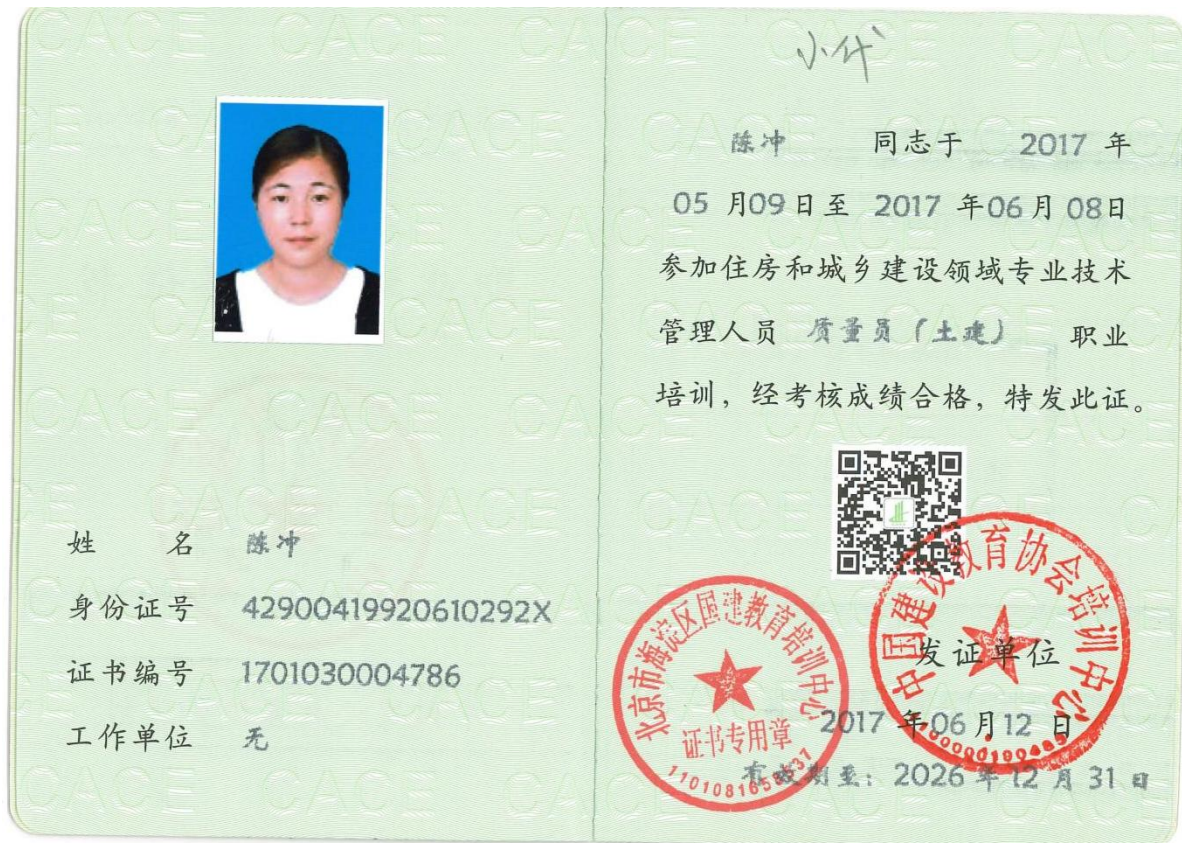 姓 名 陈冲
身份证号 42900419920610292X
证书编号 1701030004786
工作单位 无
小代
陈冲 同志于 2017 年
05 月09日至 2017 年06月 08日
参加住房和城乡建设领域专业技术
管理人员 质量员（土建） 职业
培训，经考核成绩合格，特发此证。
中国建设教育协会培训中心
北京市海淀区国建教育培训中心
证书专用章
发证单位
2017 年06月12 日
有效期至：2026 年 12 月 31 日